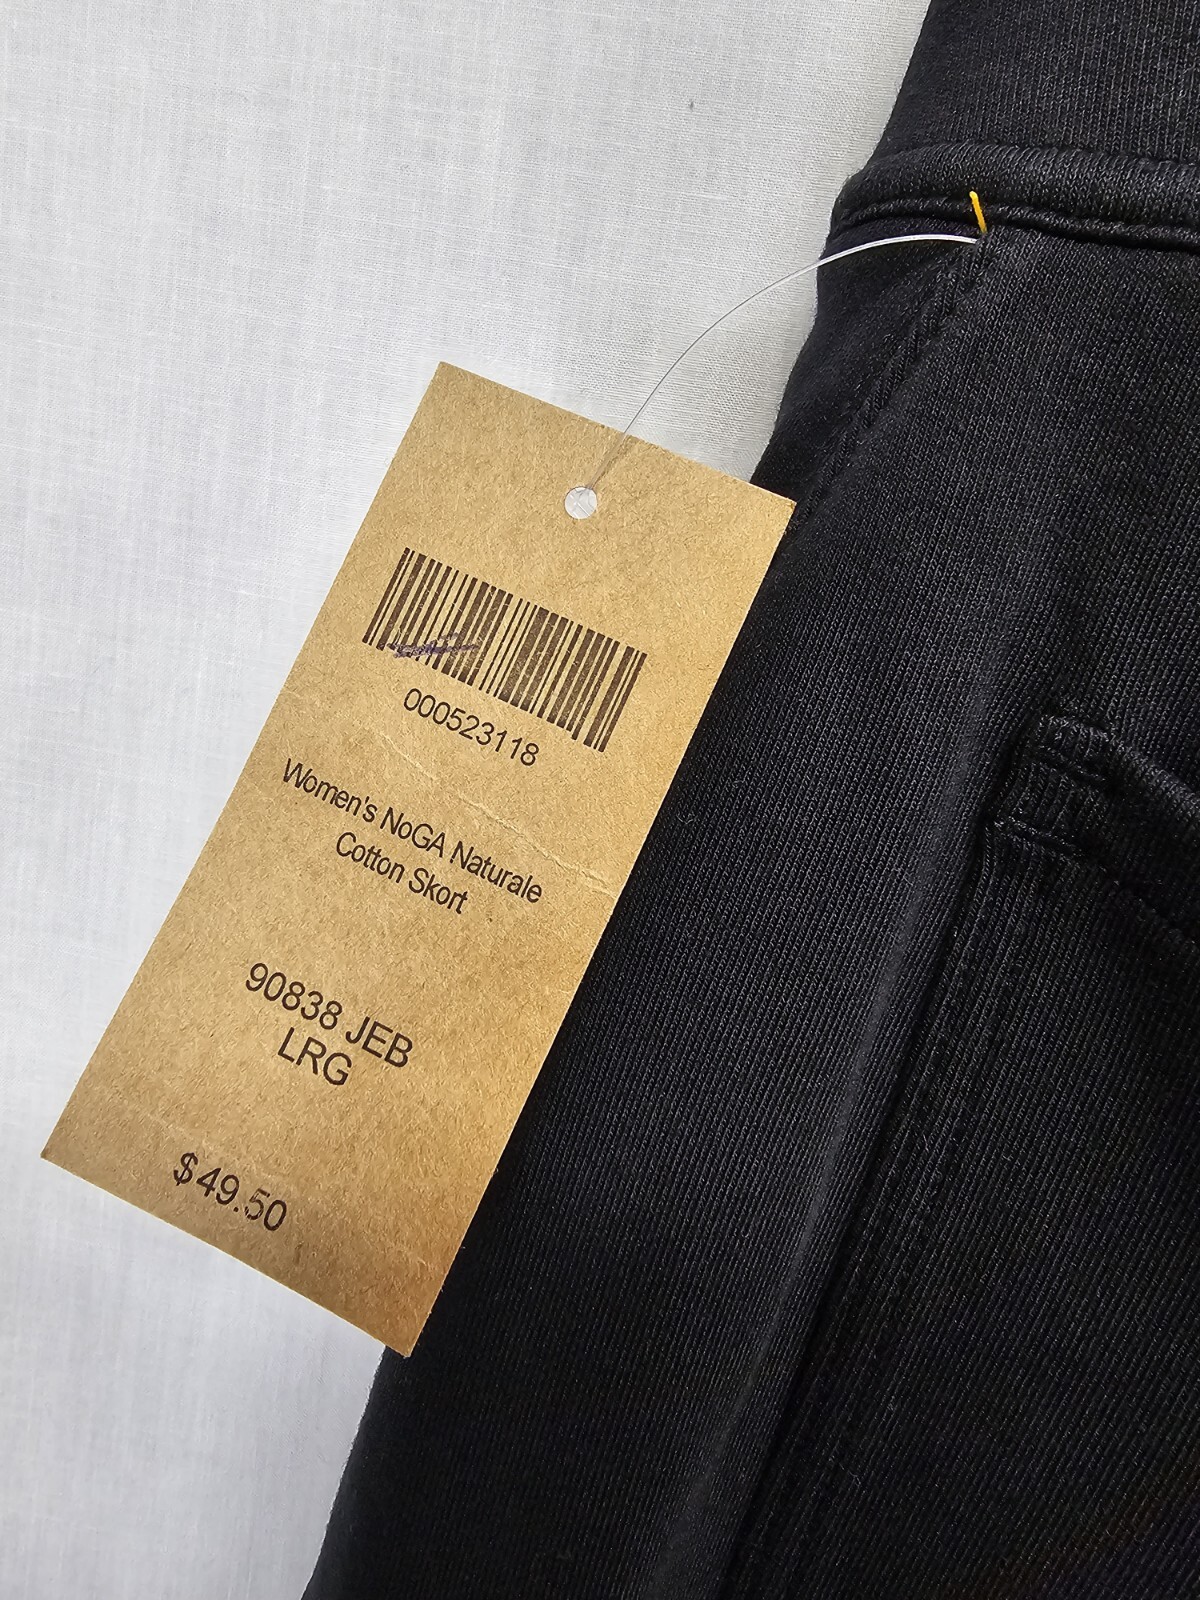 000523118
Women's NoGA Naturale
Cotton Skort
90838 JEB
LRG
$49.50